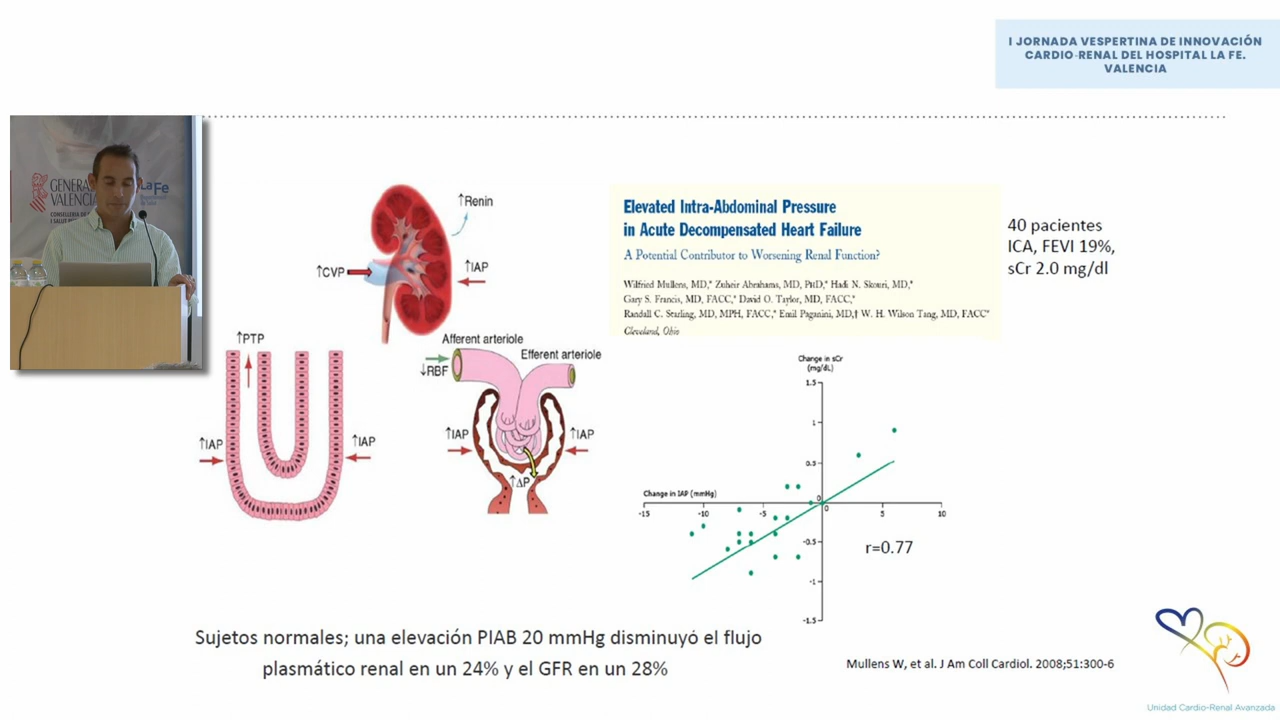 I JORNADA VESPERTINA DE INNOVACIÓN
CARDIO-RENAL DEL HOSPITAL LA FE.
VALENCIA
VALENCIANA
LaFe
↑Renin
↑CVP
↑IAP
↑PTP
↑IAP
↑IAP
Afferent arteriole
Efferent arteriole
↓RBF
↑IAP
↑IAP
↑ΔP
Elevated Intra-Abdominal Pressure
in Acute Decompensated Heart Failure
A Potential Contributor to Worsening Renal Function?
Wilfried Mullens, MD,* Zuheir Abrahams, MD, PHD,* Hadi N. Skouri, MD,*
Gary S. Francis, MD, FACC,* David O. Taylor, MD, FACC,*
Randall C. Starling, MD, MPH, FACC,* Emil Paganini, MD,† W. H. Wilson Tang, MD, FACC*
Cleveland, Ohio
40 pacientes
ICA, FEVI 19%,
sCr 2.0 mg/dl
Change in sCr
(mg/dL)
1.5
1
0.5
0
Change in IAP (mmHg)
-15 -10 -5 0 5 10
-0.5
-1
-1.5
r=0.77
Sujetos normales; una elevación PIAB 20 mmHg disminuyó el flujo
plasmático renal en un 24% y el GFR en un 28%
Mullens W, et al. J Am Coll Cardiol. 2008;51:300-6
Unidad Cardio-Renal Avanzada